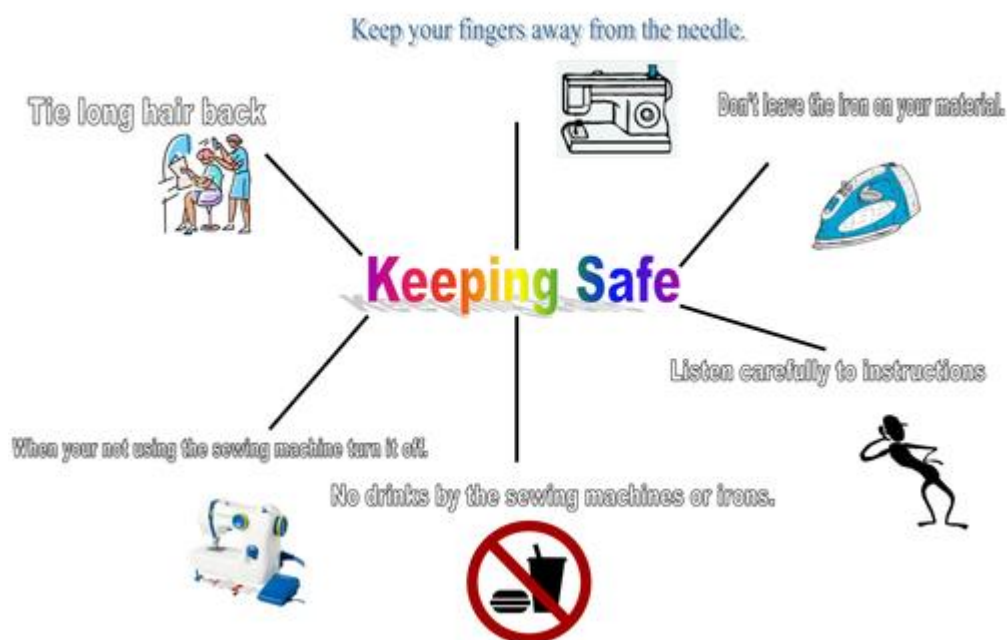 Keep your fingers away from the needle.
Tie long hair back
Don't leave the iron on your material.
Keeping Safe
Listen carefully to instructions
When your not using the sewing machine turn it off.
No drinks by the sewing machines or irons.